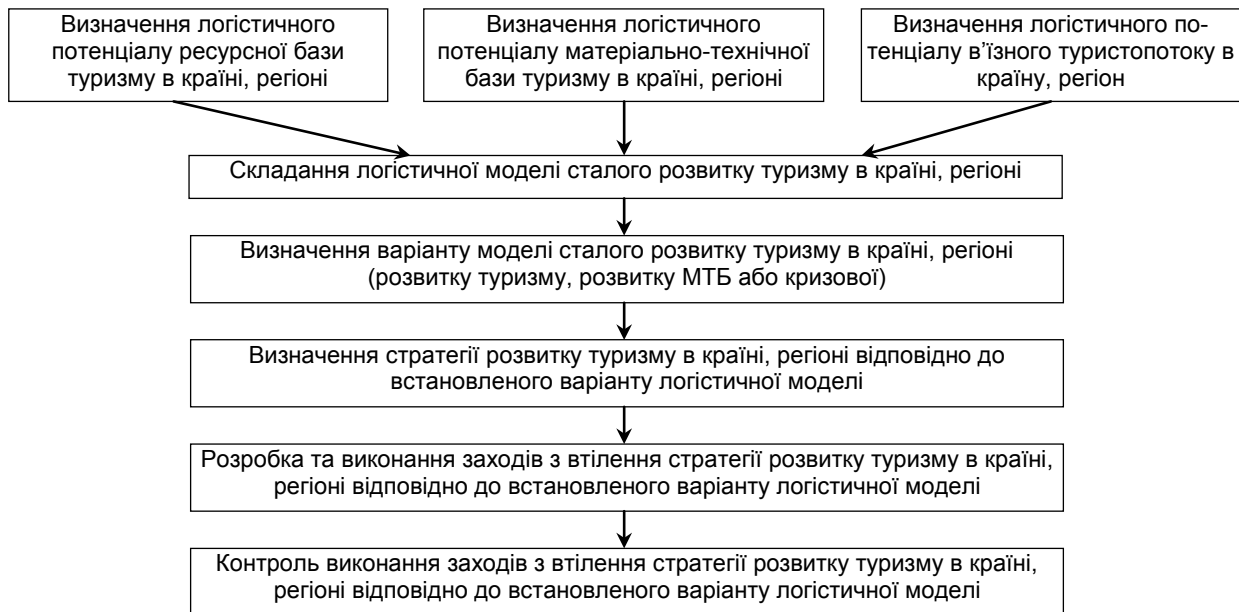 Визначення логістичного
потенціалу ресурсної бази
туризму в країні, регіоні
Визначення логістичного
потенціалу матеріально-технічної
бази туризму в країні, регіоні
Визначення логістичного по-
тенціалу в’їзного туристопотоку в
країну, регіон
Складання логістичної моделі сталого розвитку туризму в країні, регіоні
Визначення варіанту моделі сталого розвитку туризму в країні, регіоні
(розвитку туризму, розвитку МТБ або кризової)
Визначення стратегії розвитку туризму в країні, регіоні відповідно до
встановленого варіанту логістичної моделі
Розробка та виконання заходів з втілення стратегії розвитку туризму в країні,
регіоні відповідно до встановленого варіанту логістичної моделі
Контроль виконання заходів з втілення стратегії розвитку туризму в країні,
регіоні відповідно до встановленого варіанту логістичної моделі